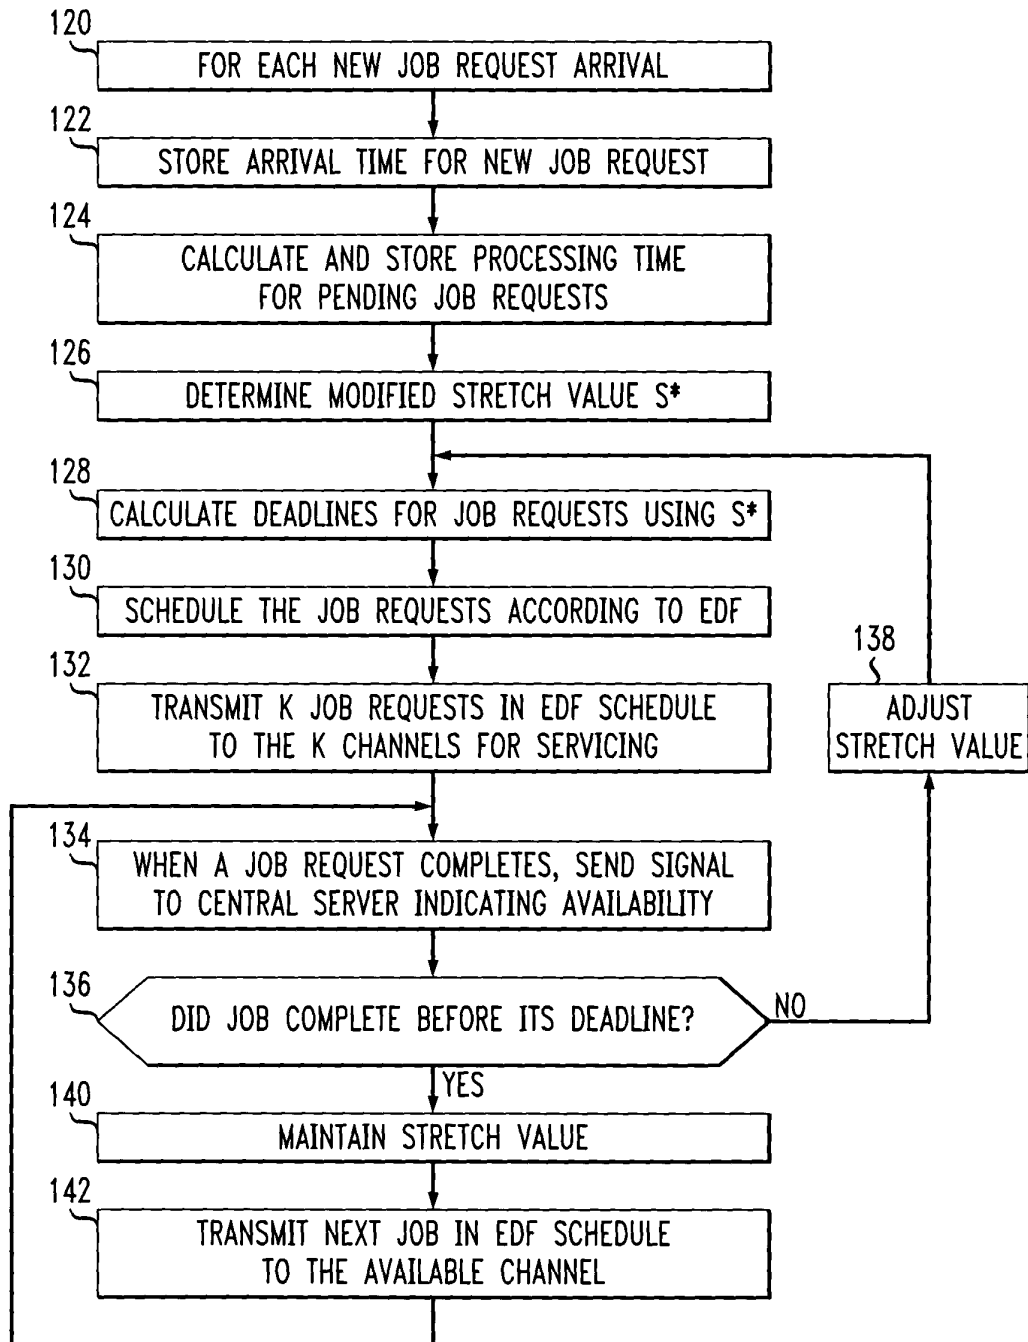 120
FOR EACH NEW JOB REQUEST ARRIVAL
122
STORE ARRIVAL TIME FOR NEW JOB REQUEST
124
CALCULATE AND STORE PROCESSING TIME
FOR PENDING JOB REQUESTS
126
DETERMINE MODIFIED STRETCH VALUE S*
128
CALCULATE DEADLINES FOR JOB REQUESTS USING S*
130
SCHEDULE THE JOB REQUESTS ACCORDING TO EDF
132
TRANSMIT K JOB REQUESTS IN EDF SCHEDULE
TO THE K CHANNELS FOR SERVICING
138
ADJUST
STRETCH VALUE
134
WHEN A JOB REQUEST COMPLETES, SEND SIGNAL
TO CENTRAL SERVER INDICATING AVAILABILITY
136
DID JOB COMPLETE BEFORE ITS DEADLINE?
NO
YES
140
MAINTAIN STRETCH VALUE
142
TRANSMIT NEXT JOB IN EDF SCHEDULE
TO THE AVAILABLE CHANNEL